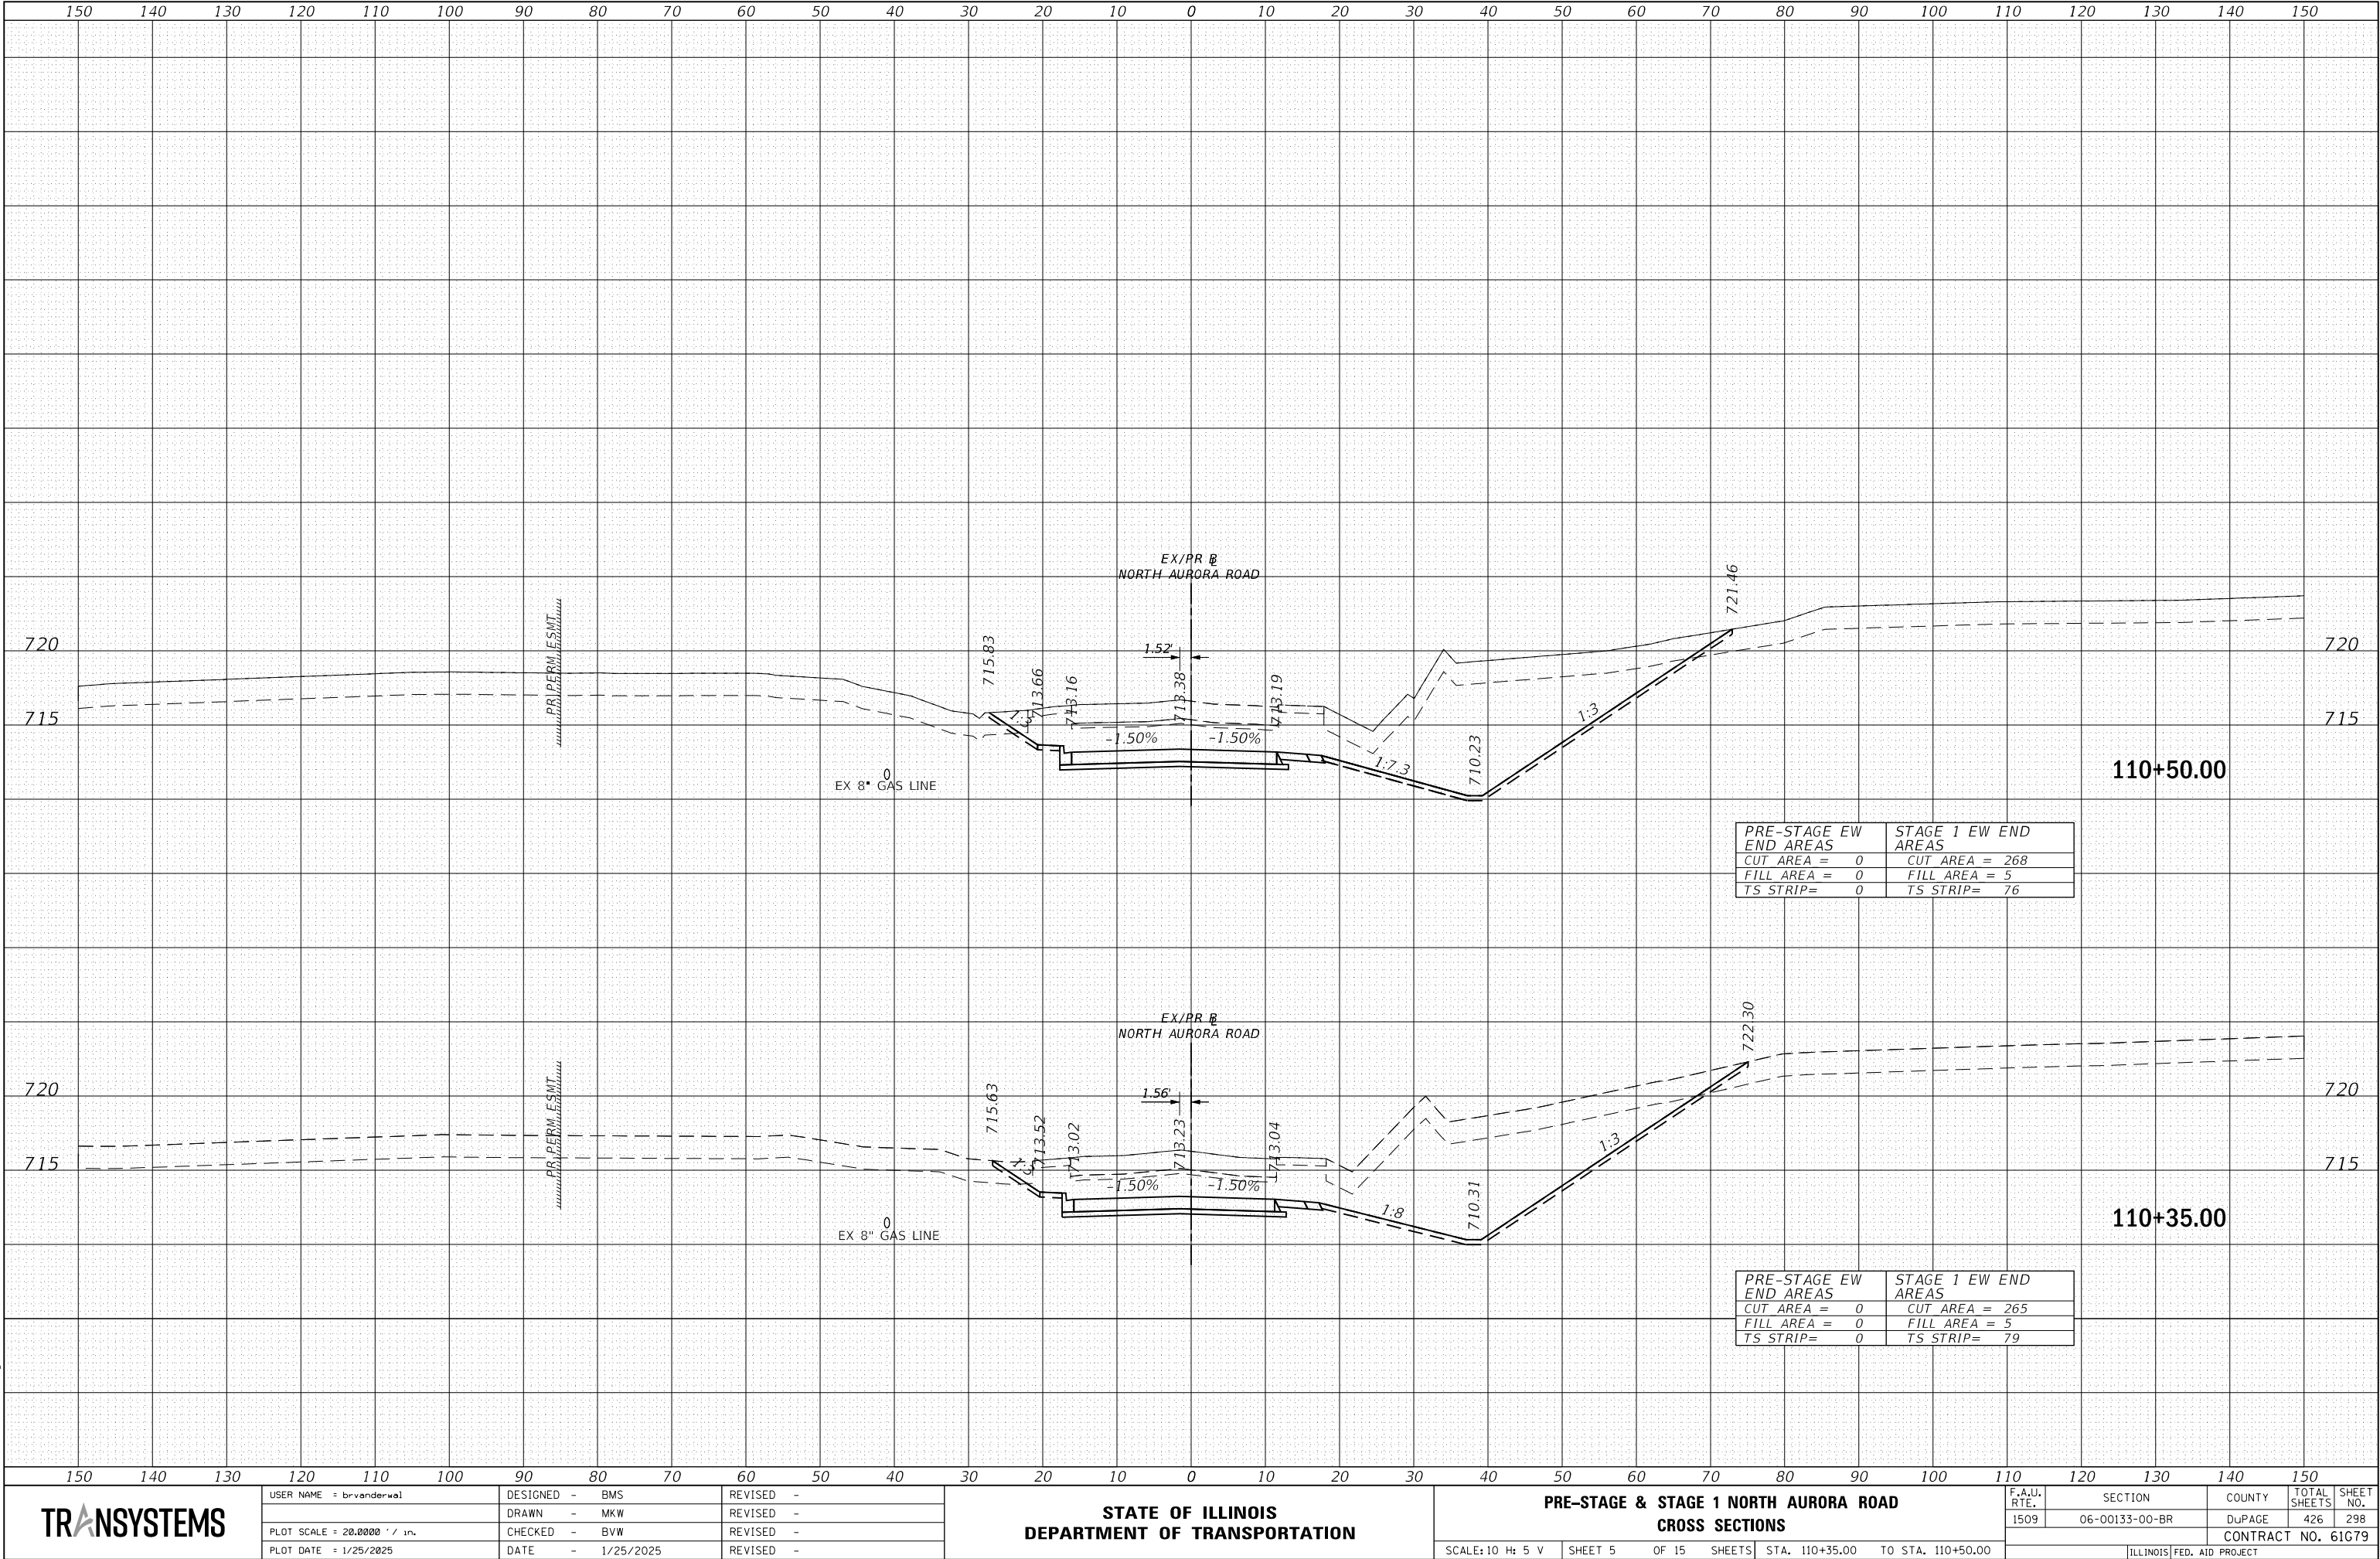 150 140 130 120 110 100 90 80 70 60 50 40 30 20 10 0 10 20 30 40 50 60 70 80 90 100 110 120 130 140 150
EX/PR BL
NORTH AURORA ROAD
721.46
720
PR PERM ESMT
715.83
713.66
713.16
1.52'
713.38
713.19
720
715
1:3
-1.50%
-1.50%
1:7.3
710.23
1:3
715
EX 8" GAS LINE
110+50.00
PRE-STAGE EW STAGE 1 EW END
END AREAS AREAS
CUT AREA = 0 CUT AREA = 268
FILL AREA = 0 FILL AREA = 5
TS STRIP= 0 TS STRIP= 76
EX/PR BL
NORTH AURORA ROAD
722.30
720
PR PERM ESMT
715.63
713.52
713.02
1.56'
713.23
713.04
720
715
1:3
-1.50%
-1.50%
1:8
710.31
1:3
715
EX 8" GAS LINE
110+35.00
PRE-STAGE EW STAGE 1 EW END
END AREAS AREAS
CUT AREA = 0 CUT AREA = 265
FILL AREA = 0 FILL AREA = 5
TS STRIP= 0 TS STRIP= 79
150 140 130 120 110 100 90 80 70 60 50 40 30 20 10 0 10 20 30 40 50 60 70 80 90 100 110 120 130 140 150
TRANSYSTEMS
USER NAME = brvanderwal
PLOT SCALE = 20.0000 ' / in.
PLOT DATE = 1/25/2025
DESIGNED - BMS
DRAWN - MKW
CHECKED - BVW
DATE - 1/25/2025
REVISED -
REVISED -
REVISED -
REVISED -
STATE OF ILLINOIS
DEPARTMENT OF TRANSPORTATION
PRE-STAGE & STAGE 1 NORTH AURORA ROAD
CROSS SECTIONS
SCALE: 10 H: 5 V SHEET 5 OF 15 SHEETS STA. 110+35.00 TO STA. 110+50.00
F.A.U. RTE. SECTION COUNTY TOTAL SHEETS SHEET NO.
1509 06-00133-00-BR DuPAGE 426 298
CONTRACT NO. 61G79
ILLINOIS FED. AID PROJECT